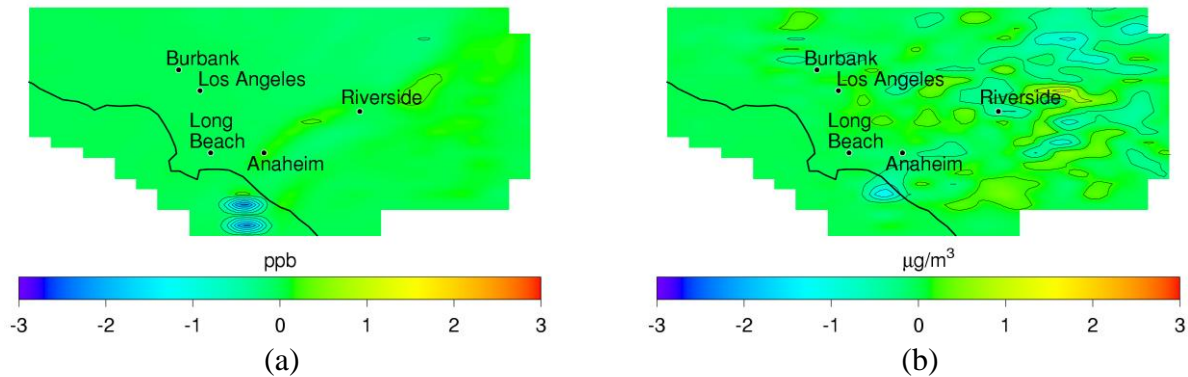 Burbank
Los Angeles
Riverside
Long
Beach
Anaheim
ppb
-3 -2 -1 0 1 2 3
(a)
Burbank
Los Angeles
Riverside
Long
Beach
Anaheim
μg/m³
-3 -2 -1 0 1 2 3
(b)